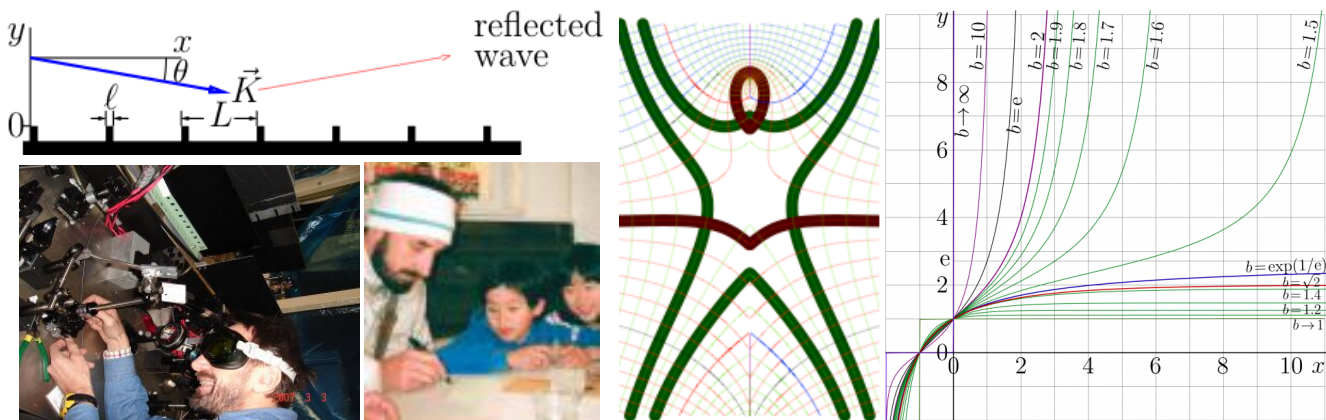 y
x
θ
K⃗
reflected
wave
ℓ
L
0
2007 3 3
y
8
6
4
e
2
0
b=10
b→∞
b=e
b=2
b=1.9
b=1.8
b=1.7
b=1.6
b=1.5
b=exp(1/e)
b=√2
b=1.4
b=1.2
b→1
0
2
4
6
8
10
x